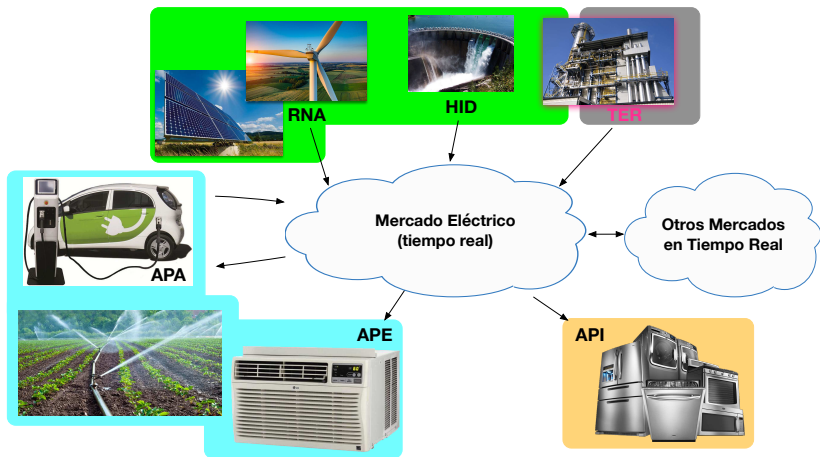 RNA
HID
TER
Mercado Eléctrico
(tiempo real)
Otros Mercados
en Tiempo Real
APA
APE
API